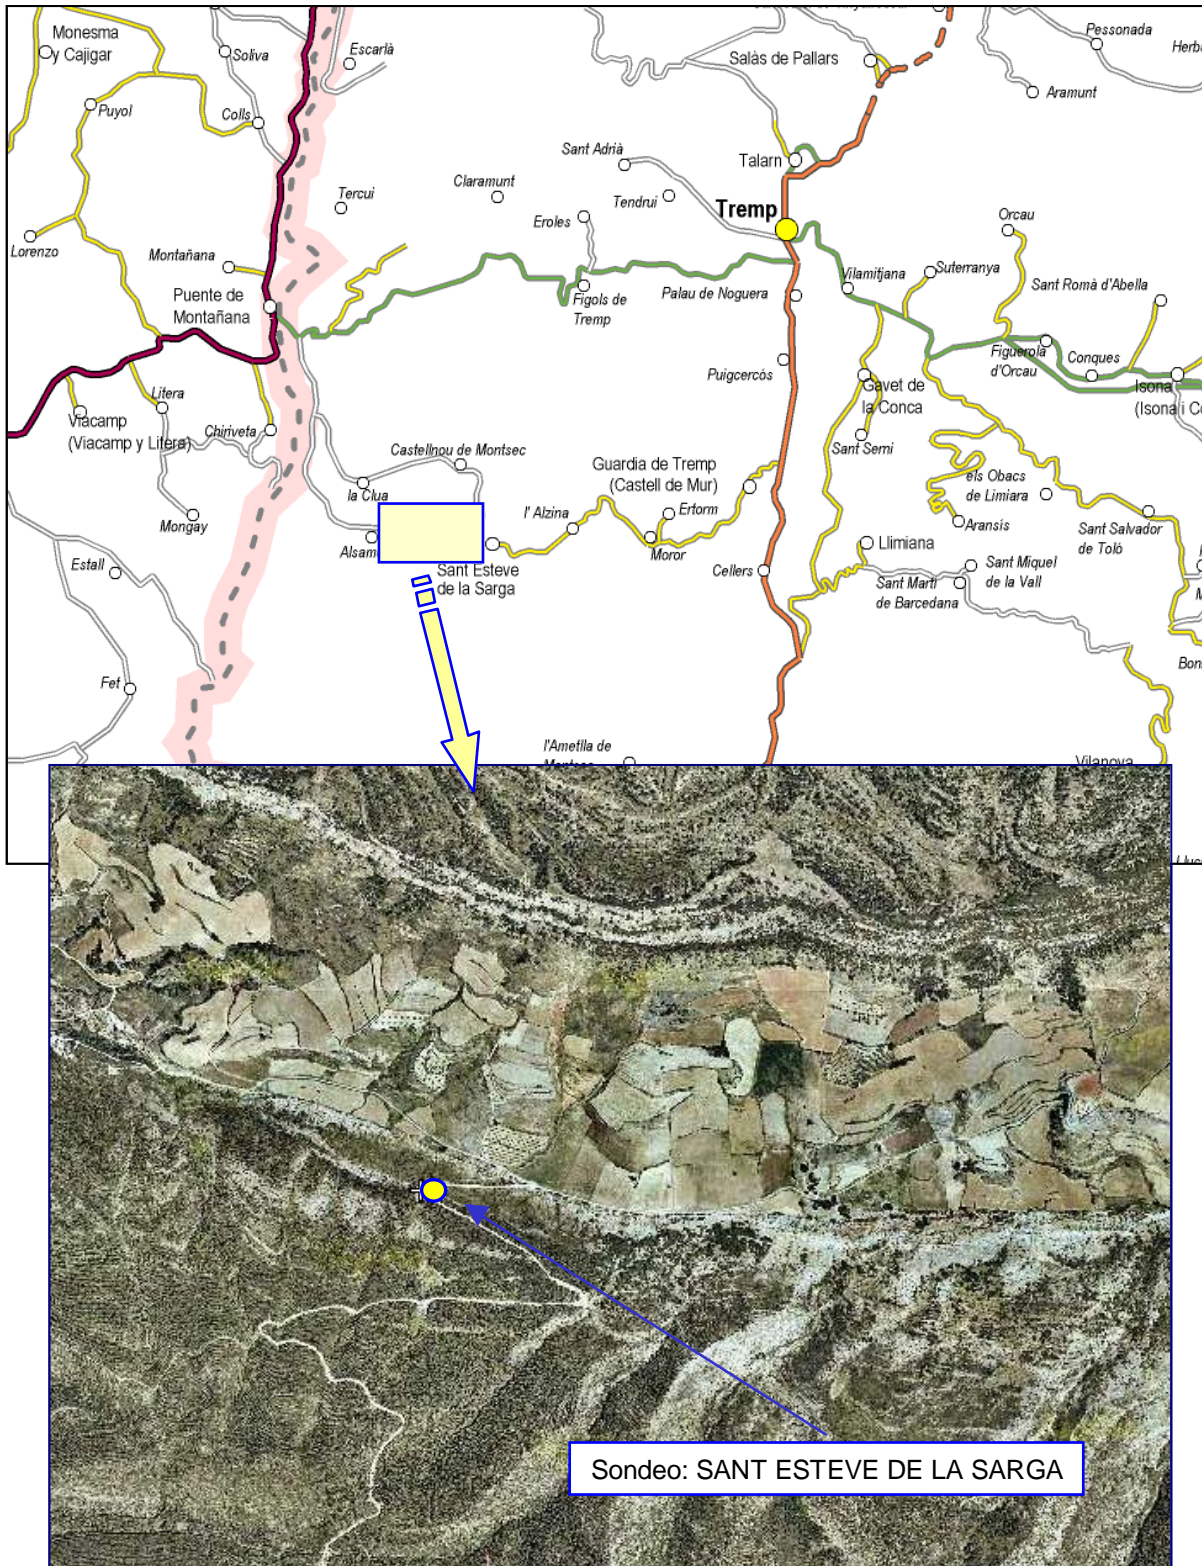 Monesma
y Cajigar
Soliva
Escarlà
Salàs de Pallars
Pessonada
Aramunt
Puyol
Colls
Sant Adrià
Talarn
Tercui
Claramunt
Tendrui
Tremp
Eroles
Orcau
Lorenzo
Montañana
Vilamitjana
Suterranya
Sant Romà d'Abella
Puente de
Montañana
Figols de
Tremp
Palau de Noguera
Figuerola
d'Orcau
Conques
Puigcercós
Gavet de
la Conca
Isona
(Isona i C
Litera
Viacamp
(Viacamp y Litera)
Chiriveta
Castellnou de Montsec
Sant Serni
Guardia de Tremp
(Castell de Mur)
la Clua
els Obacs
de Limiara
Mongay
l' Alzina
Ertorm
Aransís
Sant Salvador
de Toló
Alsam
Moror
Llimiana
Estall
Sant Esteve
de la Sarga
Cellers
Sant Miquel
de la Vall
Sant Martí
de Barcedana
Fet
Bon
l'Ametlla de
Montsec
Vilanova
Sondeo: SANT ESTEVE DE LA SARGA